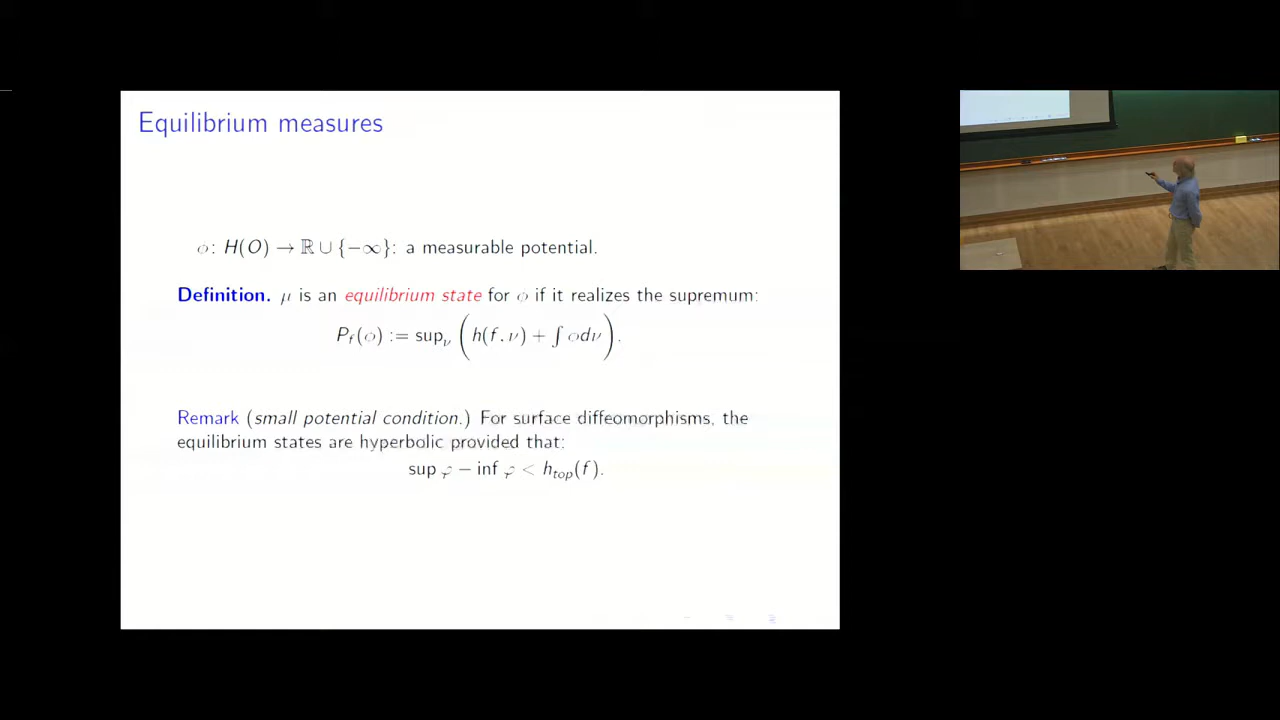 Equilibrium measures
ϕ: H(O) → ℝ ∪ {−∞}: a measurable potential.
Definition. μ is an equilibrium state for ϕ if it realizes the supremum:
P_f(ϕ) := sup_ν ( h(f, ν) + ∫ ϕdν ).
Remark (small potential condition.) For surface diffeomorphisms, the
equilibrium states are hyperbolic provided that:
sup φ − inf φ < h_top(f).